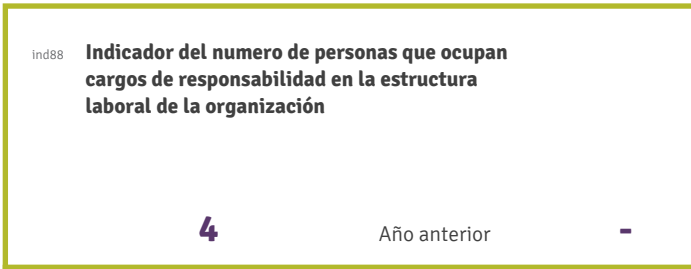 ind88 Indicador del numero de personas que ocupan
cargos de responsabilidad en la estructura
laboral de la organización
4 Año anterior -